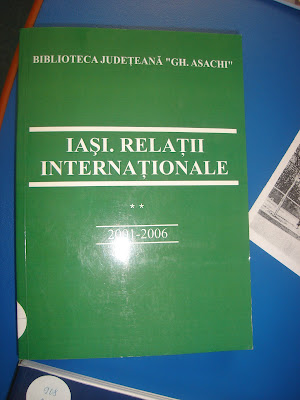 BIBLIOTECA JUDEŢEANĂ "GH. ASACHI"
IAŞI. RELAŢII
INTERNAŢIONALE
* *
2001-2006